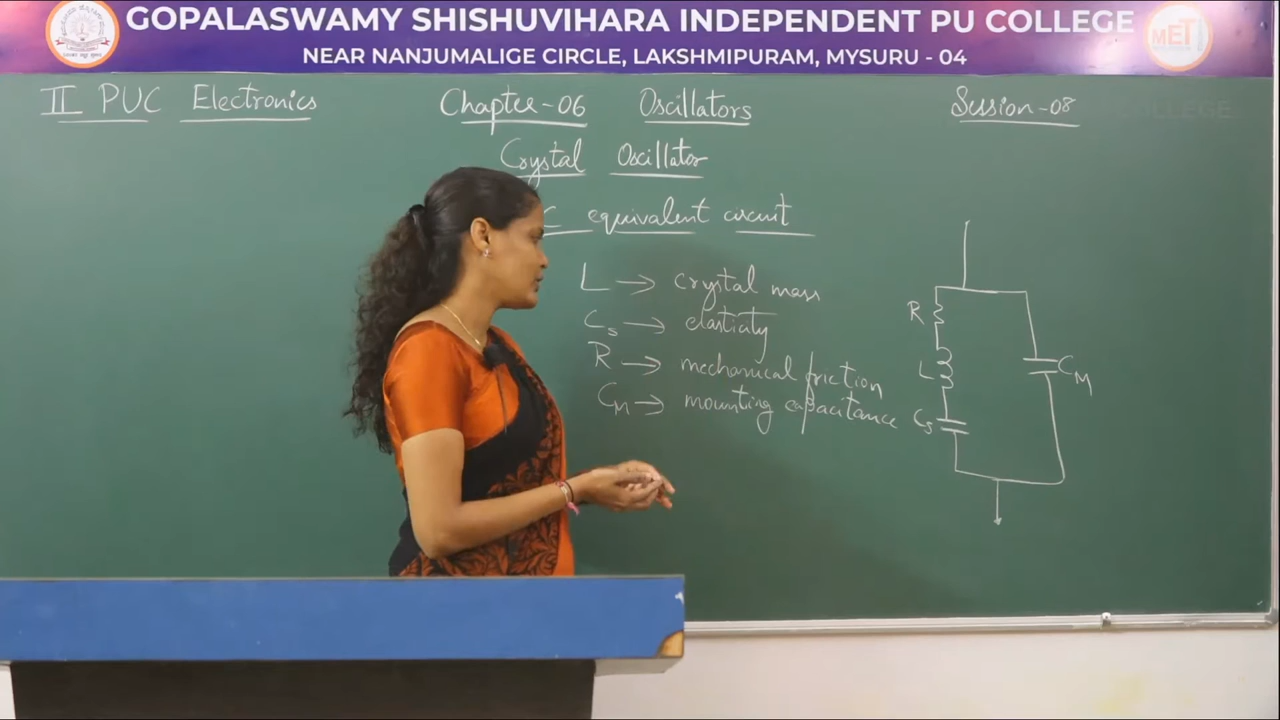 GOPALASWAMY SHISHUVIHARA INDEPENDENT PU COLLEGE
NEAR NANJUMALIGE CIRCLE, LAKSHMIPURAM, MYSURU - 04
MET
II PUC Electronics Chapter-06 Oscillators Session-08
COLLEGE
Crystal Oscillator
equivalent circuit
L → crystal mass
Cs → elasticity
R → mechanical friction
CM → mounting capacitance
R
L
Cs
CM